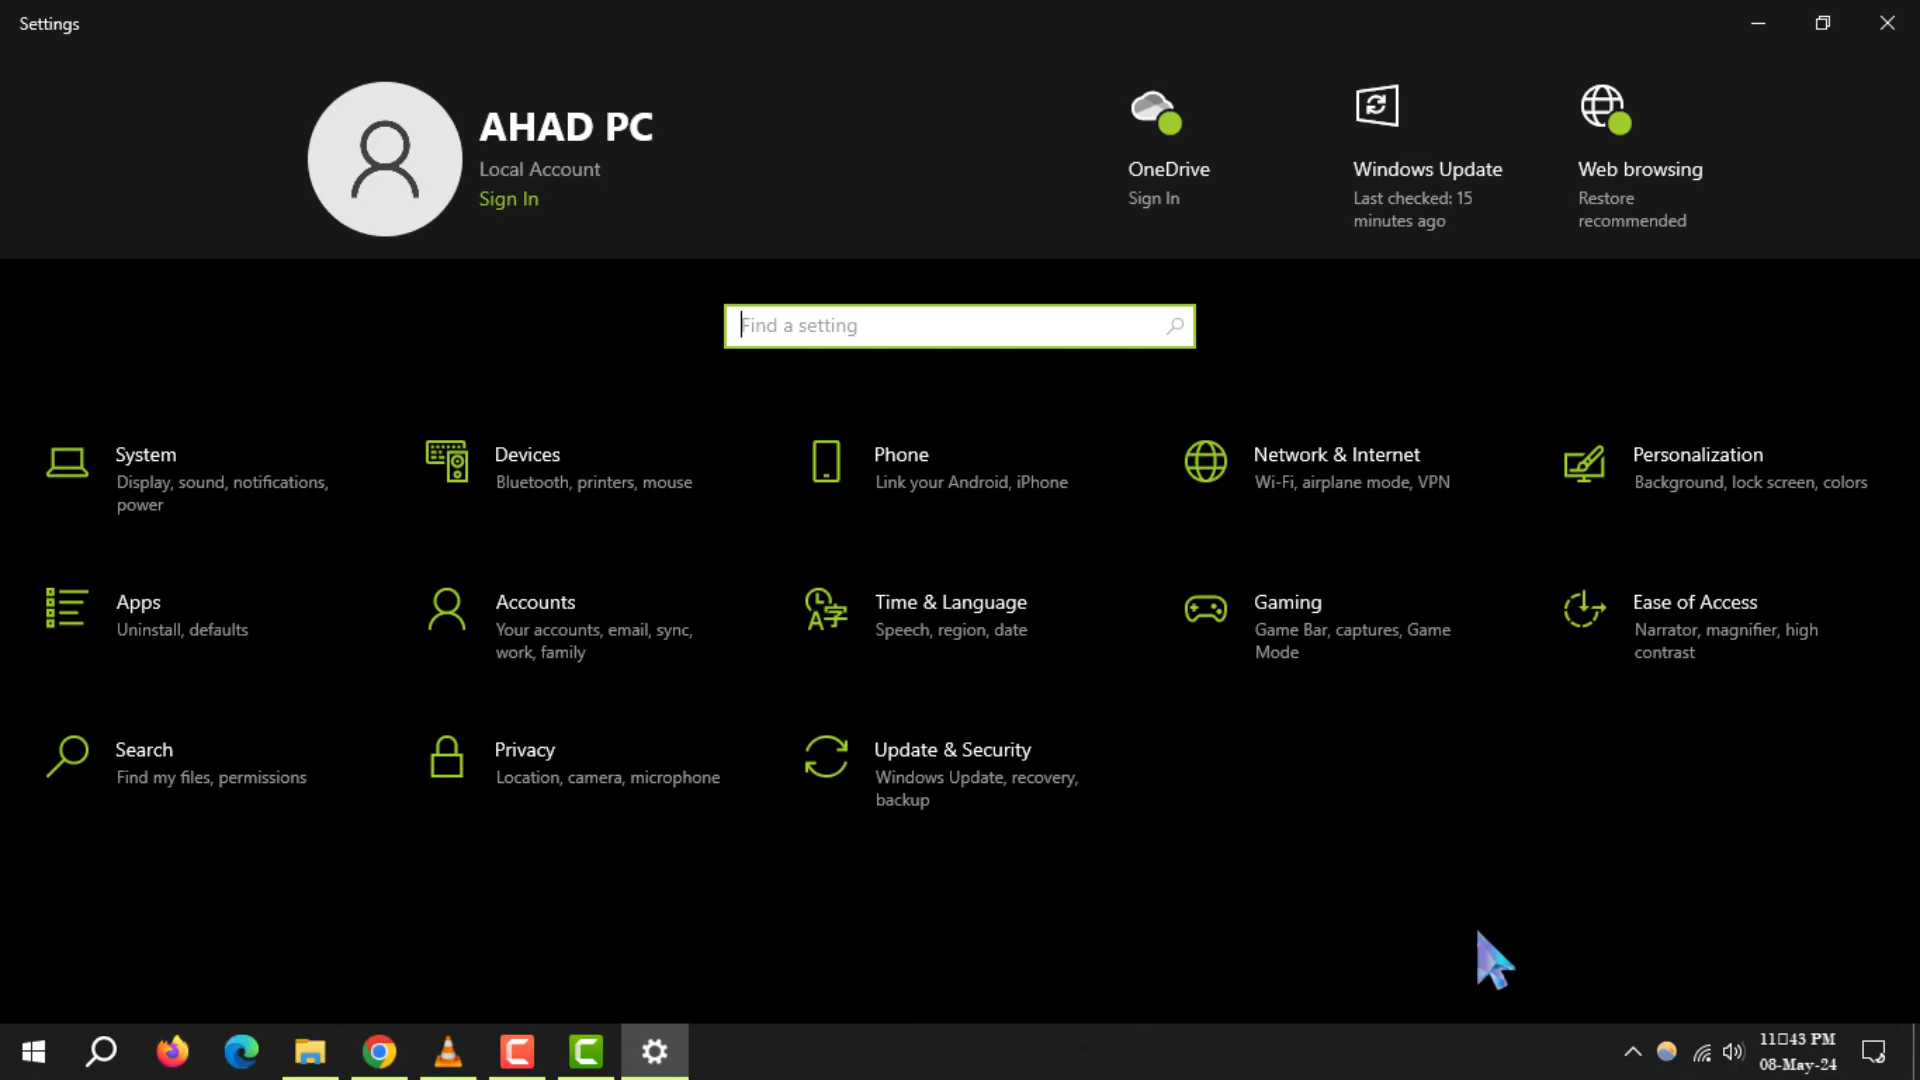 Settings
AHAD PC
Local Account
Sign In
OneDrive
Sign In
Windows Update
Last checked: 15
minutes ago
Web browsing
Restore
recommended
Find a setting
System
Display, sound, notifications,
power
Devices
Bluetooth, printers, mouse
Phone
Link your Android, iPhone
Network & Internet
Wi-Fi, airplane mode, VPN
Personalization
Background, lock screen, colors
Apps
Uninstall, defaults
Accounts
Your accounts, email, sync,
work, family
Time & Language
Speech, region, date
Gaming
Game Bar, captures, Game
Mode
Ease of Access
Narrator, magnifier, high
contrast
Search
Find my files, permissions
Privacy
Location, camera, microphone
Update & Security
Windows Update, recovery,
backup
11□43 PM
08-May-24